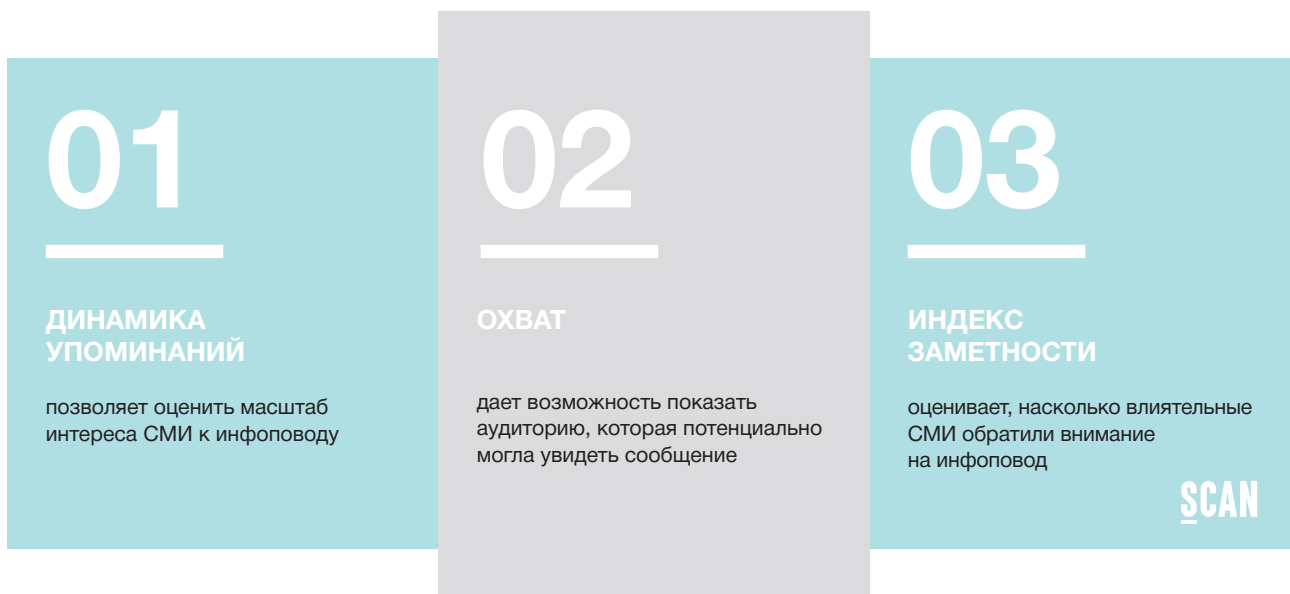 01
ДИНАМИКА
УПОМИНАНИЙ
позволяет оценить масштаб
интереса СМИ к инфоповоду
02
ОХВАТ
дает возможность показать
аудиторию, которая потенциально
могла увидеть сообщение
03
ИНДЕКС
ЗАМЕТНОСТИ
оценивает, насколько влиятельные
СМИ обратили внимание
на инфоповод
SCAN